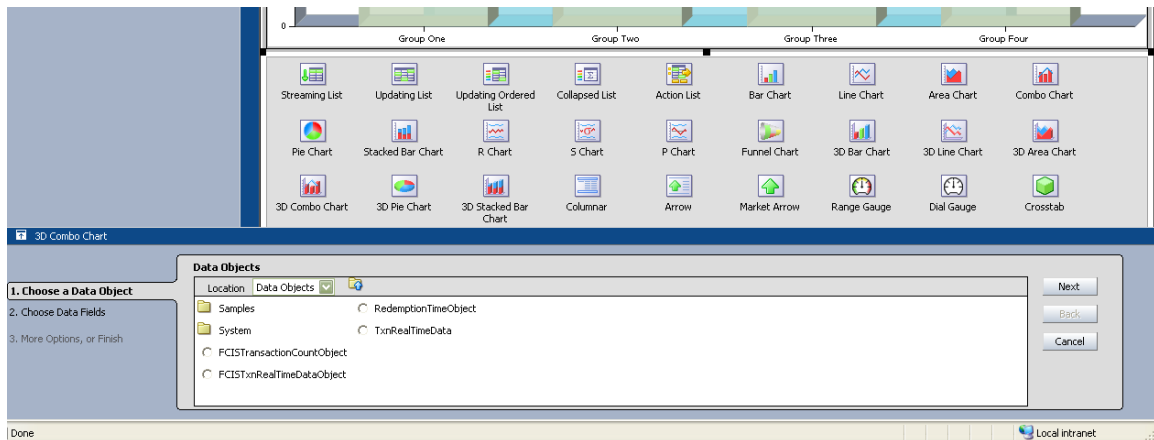 0
Group One Group Two Group Three Group Four
Streaming List Updating List Updating Ordered List Collapsed List Action List Bar Chart Line Chart Area Chart Combo Chart
Pie Chart Stacked Bar Chart R Chart S Chart P Chart Funnel Chart 3D Bar Chart 3D Line Chart 3D Area Chart
3D Combo Chart 3D Pie Chart 3D Stacked Bar Chart Columnar Arrow Market Arrow Range Gauge Dial Gauge Crosstab
3D Combo Chart
1. Choose a Data Object
2. Choose Data Fields
3. More Options, or Finish
Data Objects
Location Data Objects
Samples RedemptionTimeObject
System TxnRealTimeData
FCISTransactionCountObject
FCISTxnRealTimeDataObject
Next
Back
Cancel
Done Local intranet